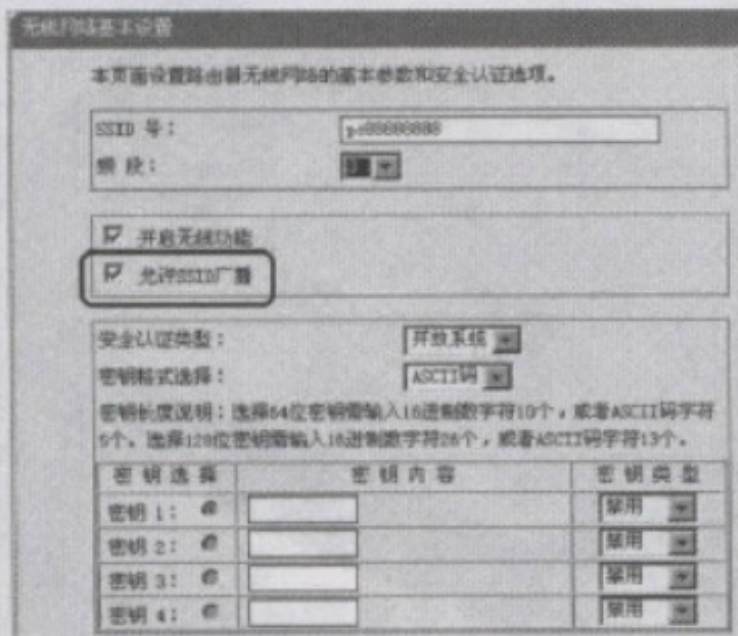 无线网络基本设置
本页面设置路由器无线网络的基本参数和安全认证选项。
SSID 号：
频 段：
开启无线功能
允许SSID广播
安全认证类型：
开放系统
密钥格式选择：
ASCII码
密钥长度说明：选择64位密钥需输入16进制数字符10个，或者ASCII码字符
5个。选择128位密钥需输入16进制数字符26个，或者ASCII码字符13个。
密 钥 选 择 密 钥 内 容 密 钥 类 型
密钥 1： 禁用
密钥 2： 禁用
密钥 3： 禁用
密钥 4： 禁用